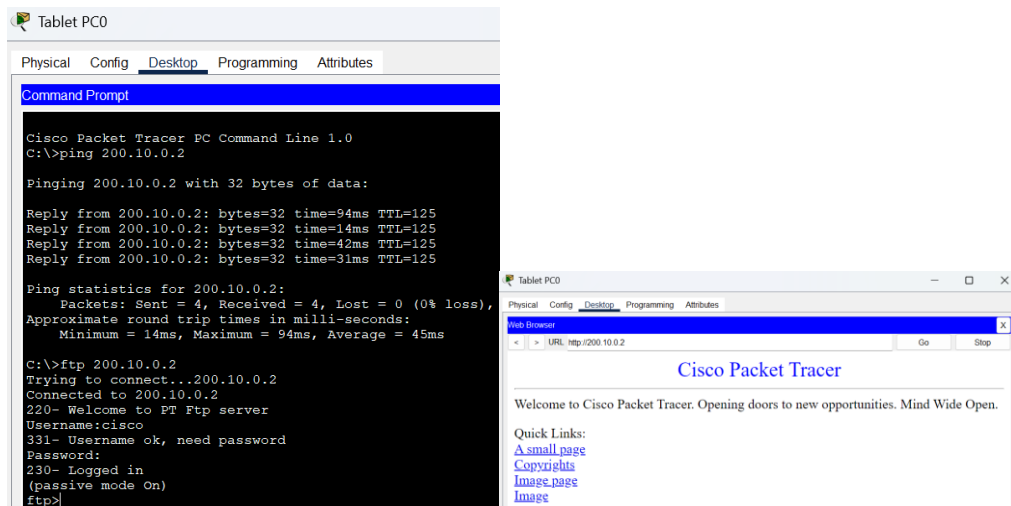 Tablet PC0
Physical Config Desktop Programming Attributes
Command Prompt
Cisco Packet Tracer PC Command Line 1.0
C:\>ping 200.10.0.2
Pinging 200.10.0.2 with 32 bytes of data:
Reply from 200.10.0.2: bytes=32 time=94ms TTL=125
Reply from 200.10.0.2: bytes=32 time=14ms TTL=125
Reply from 200.10.0.2: bytes=32 time=42ms TTL=125
Reply from 200.10.0.2: bytes=32 time=31ms TTL=125
Ping statistics for 200.10.0.2:
Packets: Sent = 4, Received = 4, Lost = 0 (0% loss),
Approximate round trip times in milli-seconds:
Minimum = 14ms, Maximum = 94ms, Average = 45ms
C:\>ftp 200.10.0.2
Trying to connect...200.10.0.2
Connected to 200.10.0.2
220- Welcome to PT Ftp server
Username:cisco
331- Username ok, need password
Password:
230- Logged in
(passive mode On)
ftp>
Tablet PC0
Physical Config Desktop Programming Attributes
Web Browser X
< > URL http://200.10.0.2 Go Stop
Cisco Packet Tracer
Welcome to Cisco Packet Tracer. Opening doors to new opportunities. Mind Wide Open.
Quick Links:
A small page
Copyrights
Image page
Image